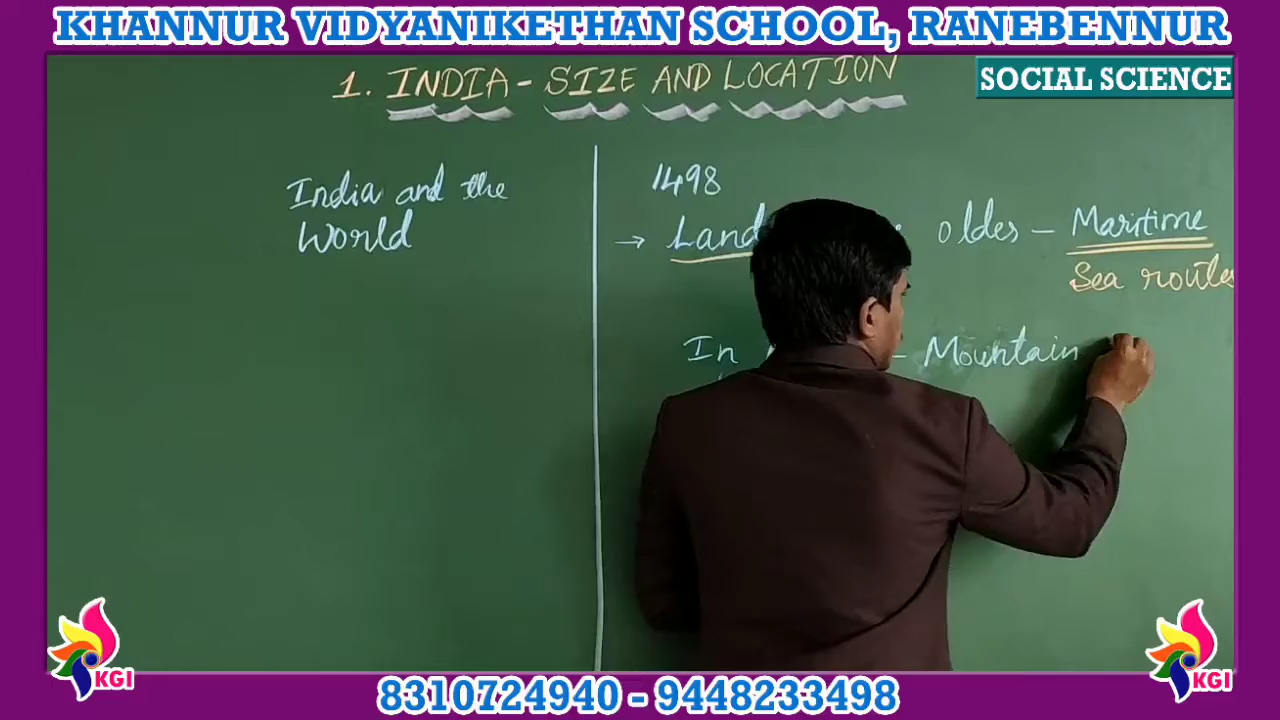 KHANNUR VIDYANIKETHAN SCHOOL, RANEBENNUR
SOCIAL SCIENCE
1. INDIA - SIZE AND LOCATION
India and the
World
1498
→ Land older - Maritime
Sea routes
In - Mountain
KGI
KGI
8310724940 - 9448233498